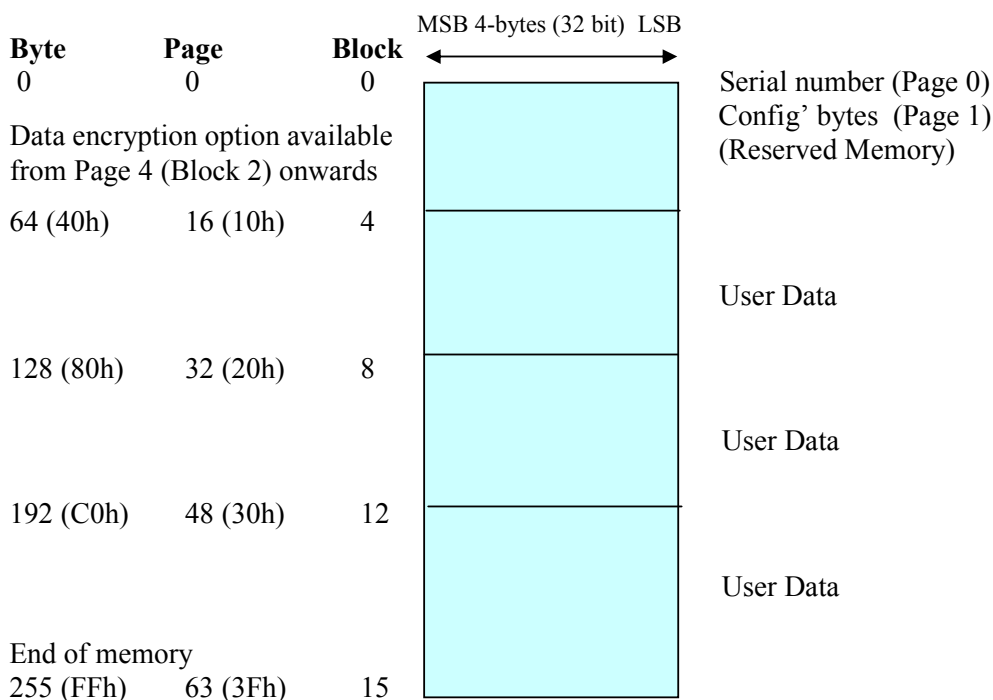 MSB 4-bytes (32 bit) LSB
Byte Page Block
0 0 0
Serial number (Page 0)
Config’ bytes (Page 1)
(Reserved Memory)
Data encryption option available
from Page 4 (Block 2) onwards
64 (40h) 16 (10h) 4
User Data
128 (80h) 32 (20h) 8
User Data
192 (C0h) 48 (30h) 12
User Data
End of memory
255 (FFh) 63 (3Fh) 15